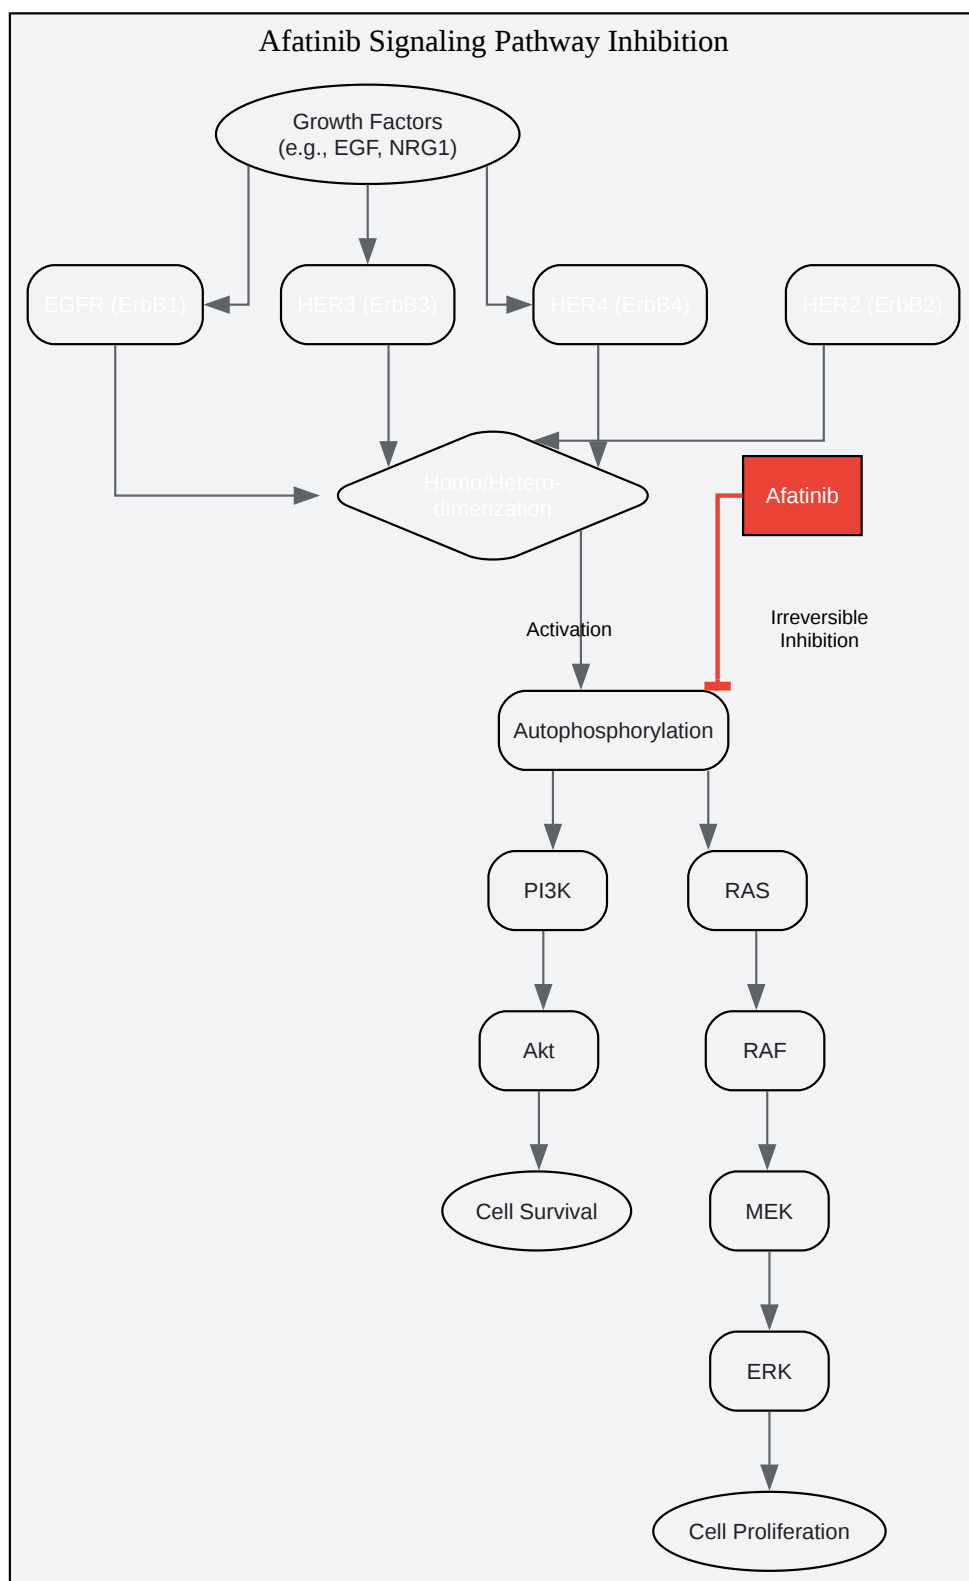 Afatinib Signaling Pathway Inhibition
Growth Factors
(e.g., EGF, NRG1)
EGFR (ErbB1)
HER3 (ErbB3)
HER4 (ErbB4)
HER2 (ErbB2)
Homo/Hetero-
dimerization
Afatinib
Activation
Irreversible
Inhibition
Autophosphorylation
PI3K
RAS
Akt
RAF
Cell Survival
MEK
ERK
Cell Proliferation